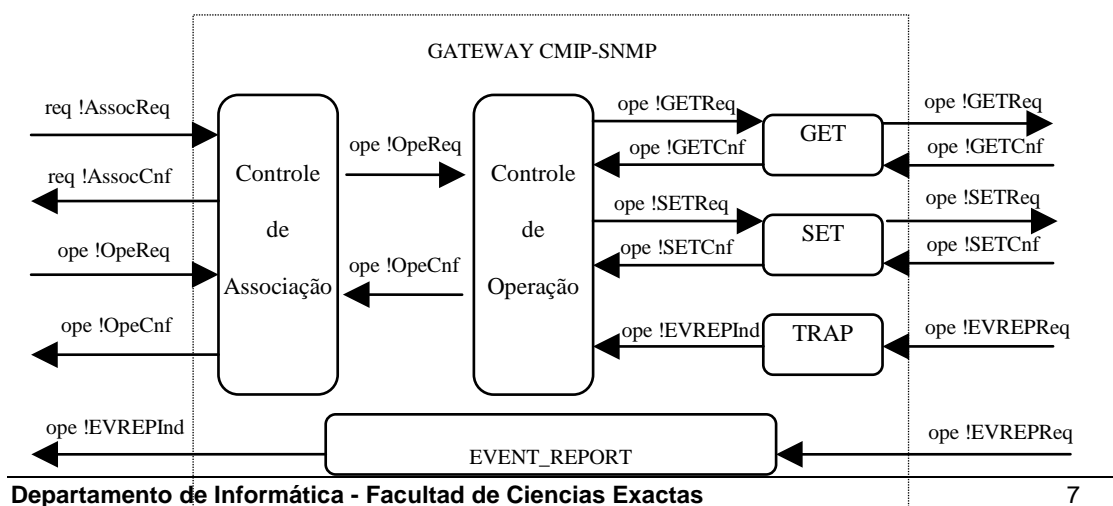 GATEWAY CMIP-SNMP
req !AssocReq
req !AssocCnf
ope !OpeReq
ope !OpeCnf
Controle
de
Associação
ope !OpeReq
ope !OpeCnf
Controle
de
Operação
ope !GETReq
ope !GETCnf
ope !SETReq
ope !SETCnf
ope !EVREPInd
GET
SET
TRAP
ope !GETReq
ope !GETCnf
ope !SETReq
ope !SETCnf
ope !EVREPReq
ope !EVREPInd
EVENT_REPORT
ope !EVREPReq
Departamento de Informática - Facultad de Ciencias Exactas 7